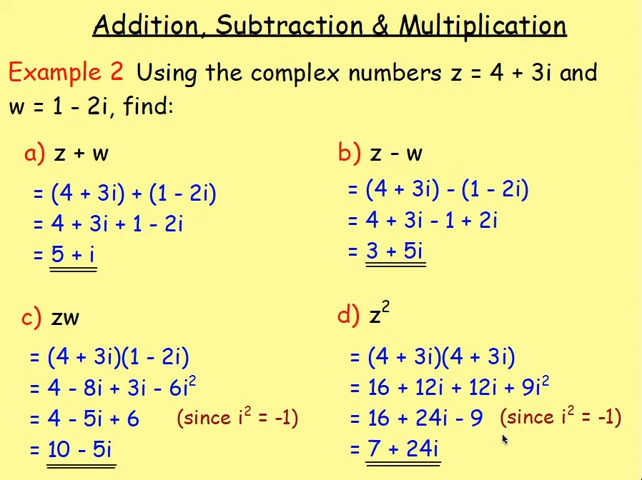 Addition, Subtraction & Multiplication
Example 2 Using the complex numbers z = 4 + 3i and
w = 1 - 2i, find:
a) z + w
= (4 + 3i) + (1 - 2i)
= 4 + 3i + 1 - 2i
= 5 + i
b) z - w
= (4 + 3i) - (1 - 2i)
= 4 + 3i - 1 + 2i
= 3 + 5i
c) zw
= (4 + 3i)(1 - 2i)
= 4 - 8i + 3i - 6i²
= 4 - 5i + 6 (since i² = -1)
= 10 - 5i
d) z²
= (4 + 3i)(4 + 3i)
= 16 + 12i + 12i + 9i²
= 16 + 24i - 9 (since i² = -1)
= 7 + 24i